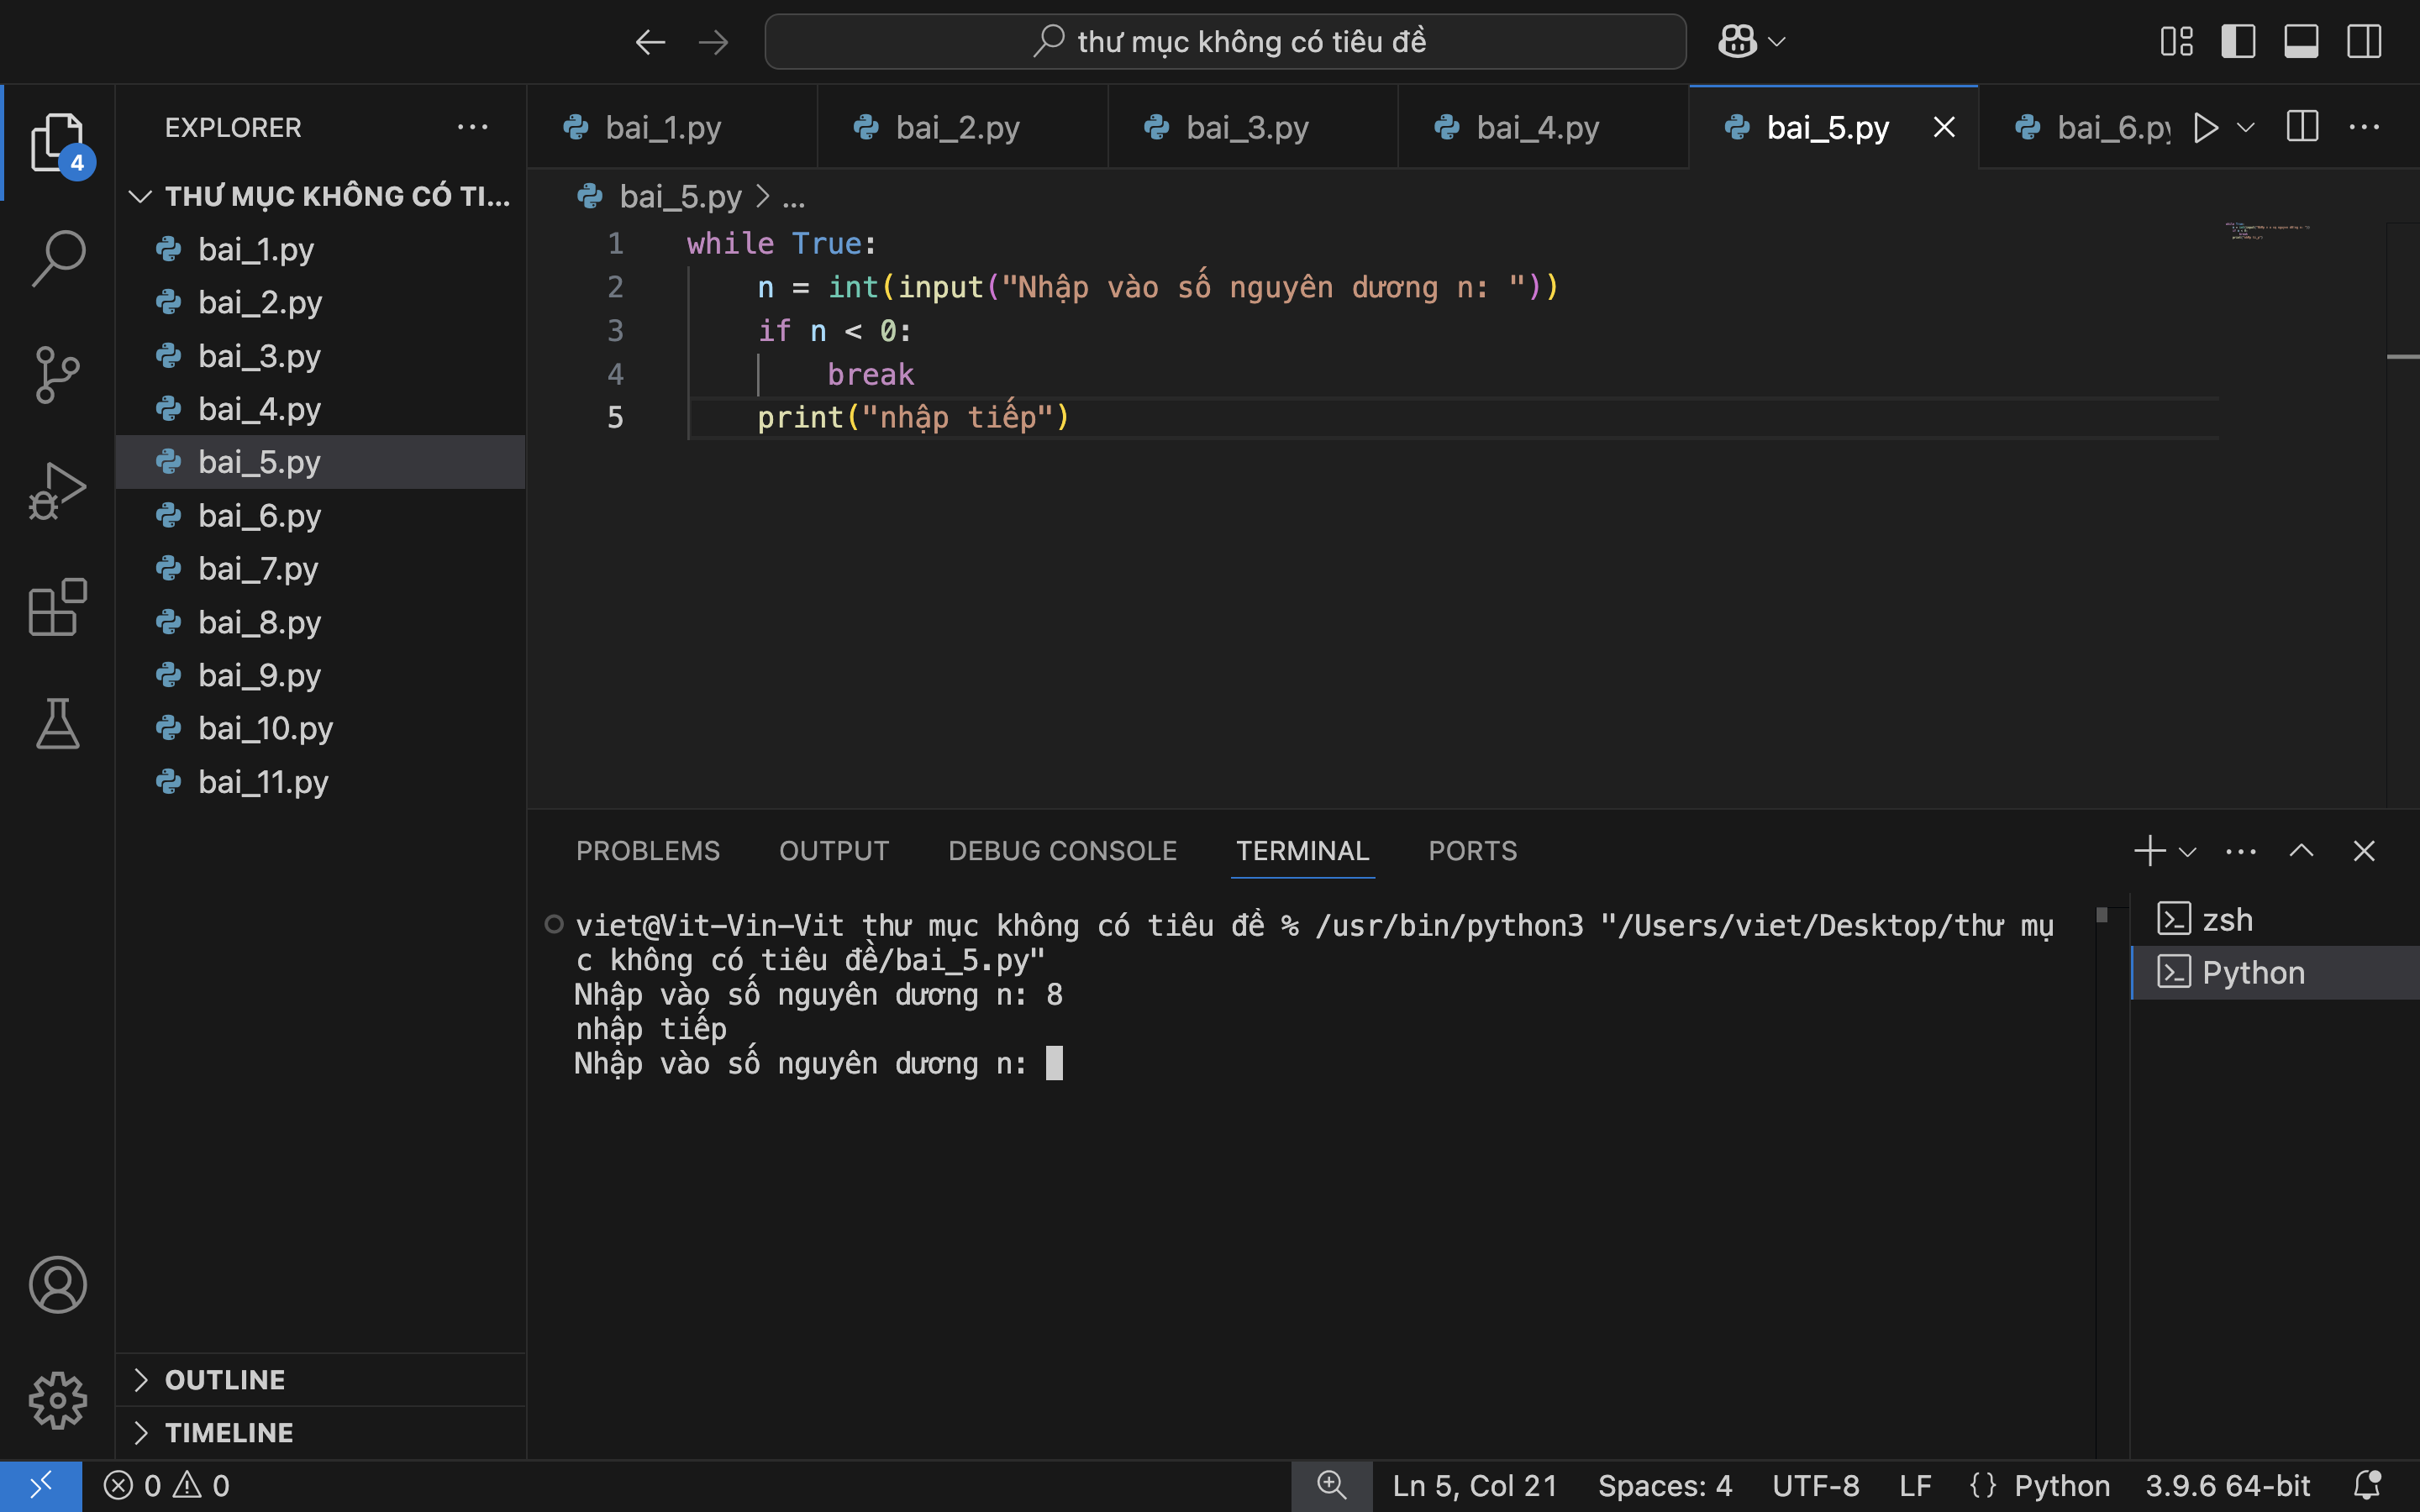 thư mục không có tiêu đề
EXPLORER
4
THƯ MỤC KHÔNG CÓ TI...
bai_1.py
bai_2.py
bai_3.py
bai_4.py
bai_5.py
bai_6.py
bai_7.py
bai_8.py
bai_9.py
bai_10.py
bai_11.py
OUTLINE
TIMELINE
bai_1.py bai_2.py bai_3.py bai_4.py bai_5.py bai_6.py
bai_5.py > ...
1 while True:
2 n = int(input("Nhập vào số nguyên dương n: "))
3 if n < 0:
4 break
5 print("nhập tiếp")
PROBLEMS OUTPUT DEBUG CONSOLE TERMINAL PORTS
viet@Vit-Vin-Vit thư mục không có tiêu đề % /usr/bin/python3 "/Users/viet/Desktop/thư mụ
c không có tiêu đề/bai_5.py"
Nhập vào số nguyên dương n: 8
nhập tiếp
Nhập vào số nguyên dương n:
zsh
Python
0 0 Ln 5, Col 21 Spaces: 4 UTF-8 LF {} Python 3.9.6 64-bit